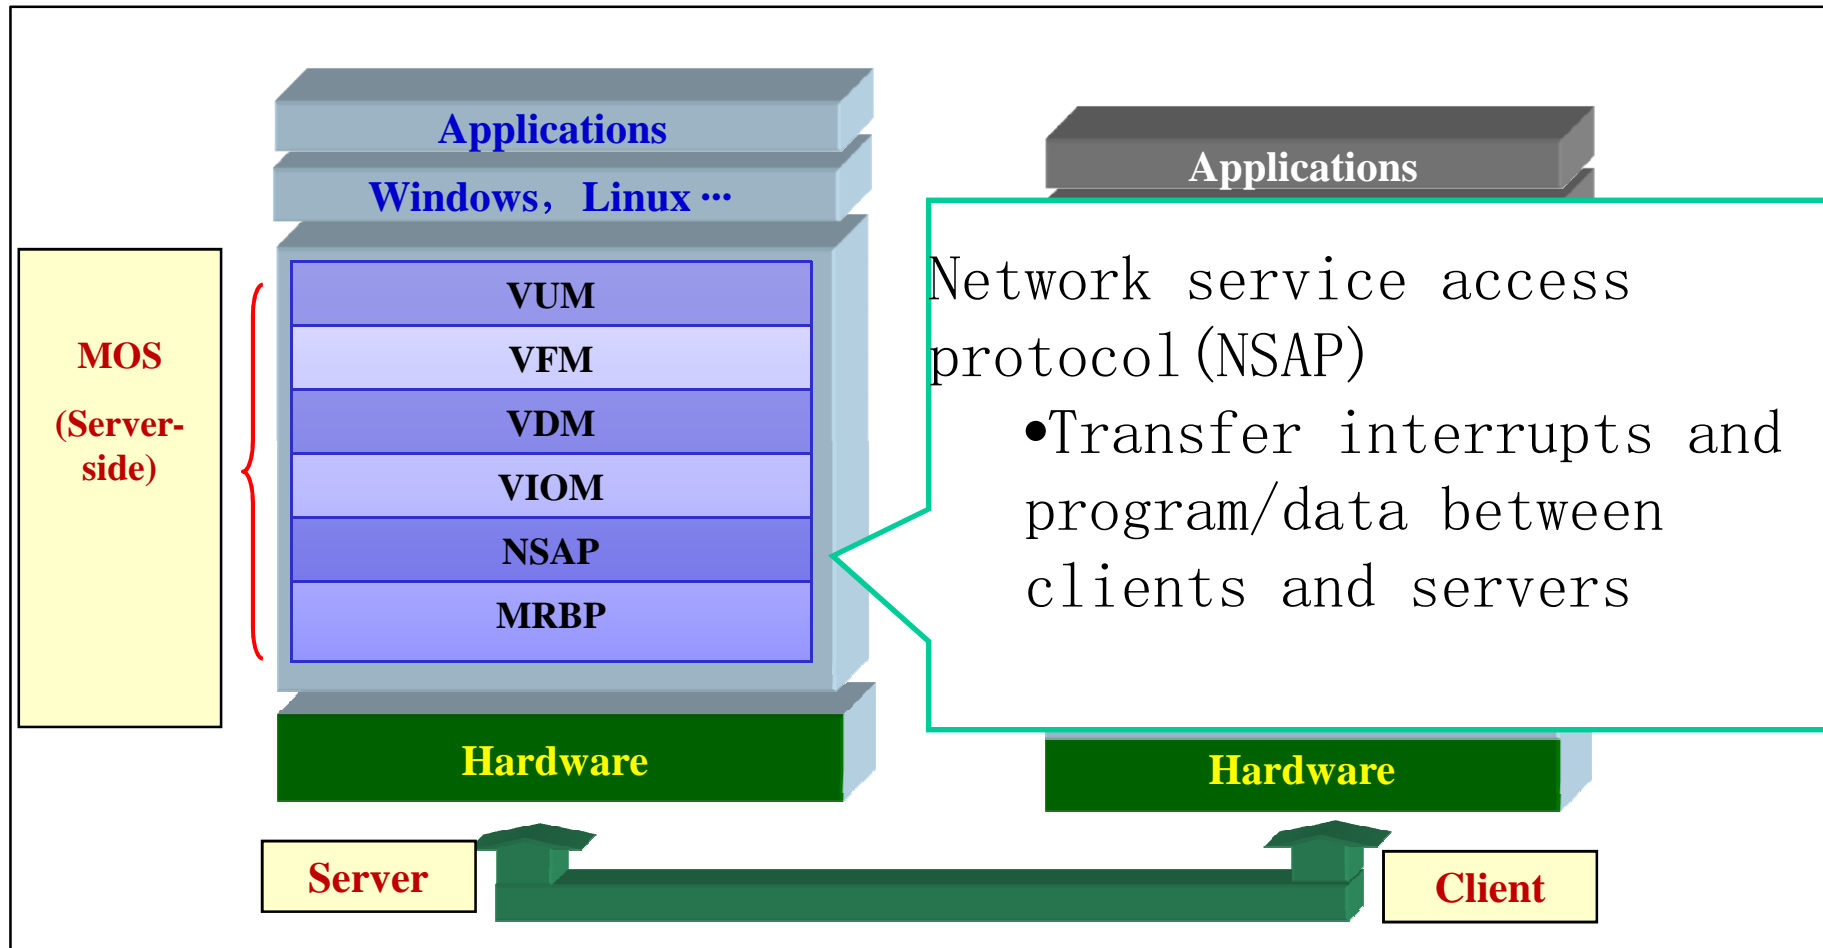 Applications
Windows, Linux …
MOS
(Server-
side)
VUM
VFM
VDM
VIOM
NSAP
MRBP
Hardware
Server
Applications
Network service access
protocol(NSAP)
•Transfer interrupts and
program/data between
clients and servers
Hardware
Client